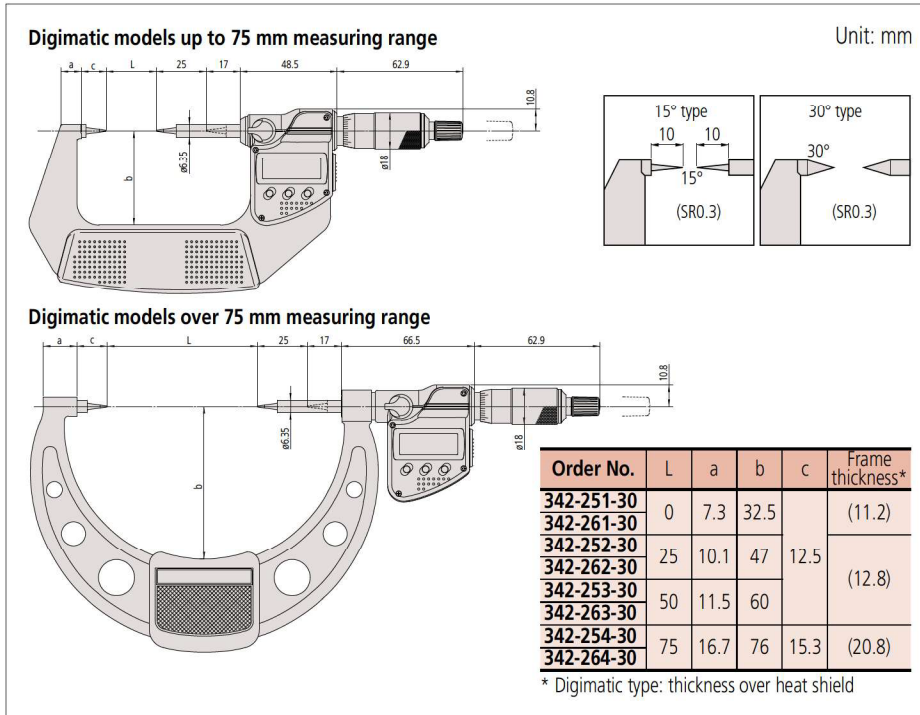 Digimatic models up to 75 mm measuring range
Unit: mm
a c L 25 17 48.5 62.9
10.8
ø6.35
b
ø18
15° type
10 10
15°
(SR0.3)
30° type
30°
(SR0.3)
Digimatic models over 75 mm measuring range
a c L 25 17 66.5 62.9
10.8
ø6.35
b
ø18
Order No. L a b c Frame thickness*
342-251-30 0 7.3 32.5 12.5 (11.2)
342-261-30
342-252-30 25 10.1 47 (12.8)
342-262-30
342-253-30 50 11.5 60
342-263-30
342-254-30 75 16.7 76 15.3 (20.8)
342-264-30
* Digimatic type: thickness over heat shield